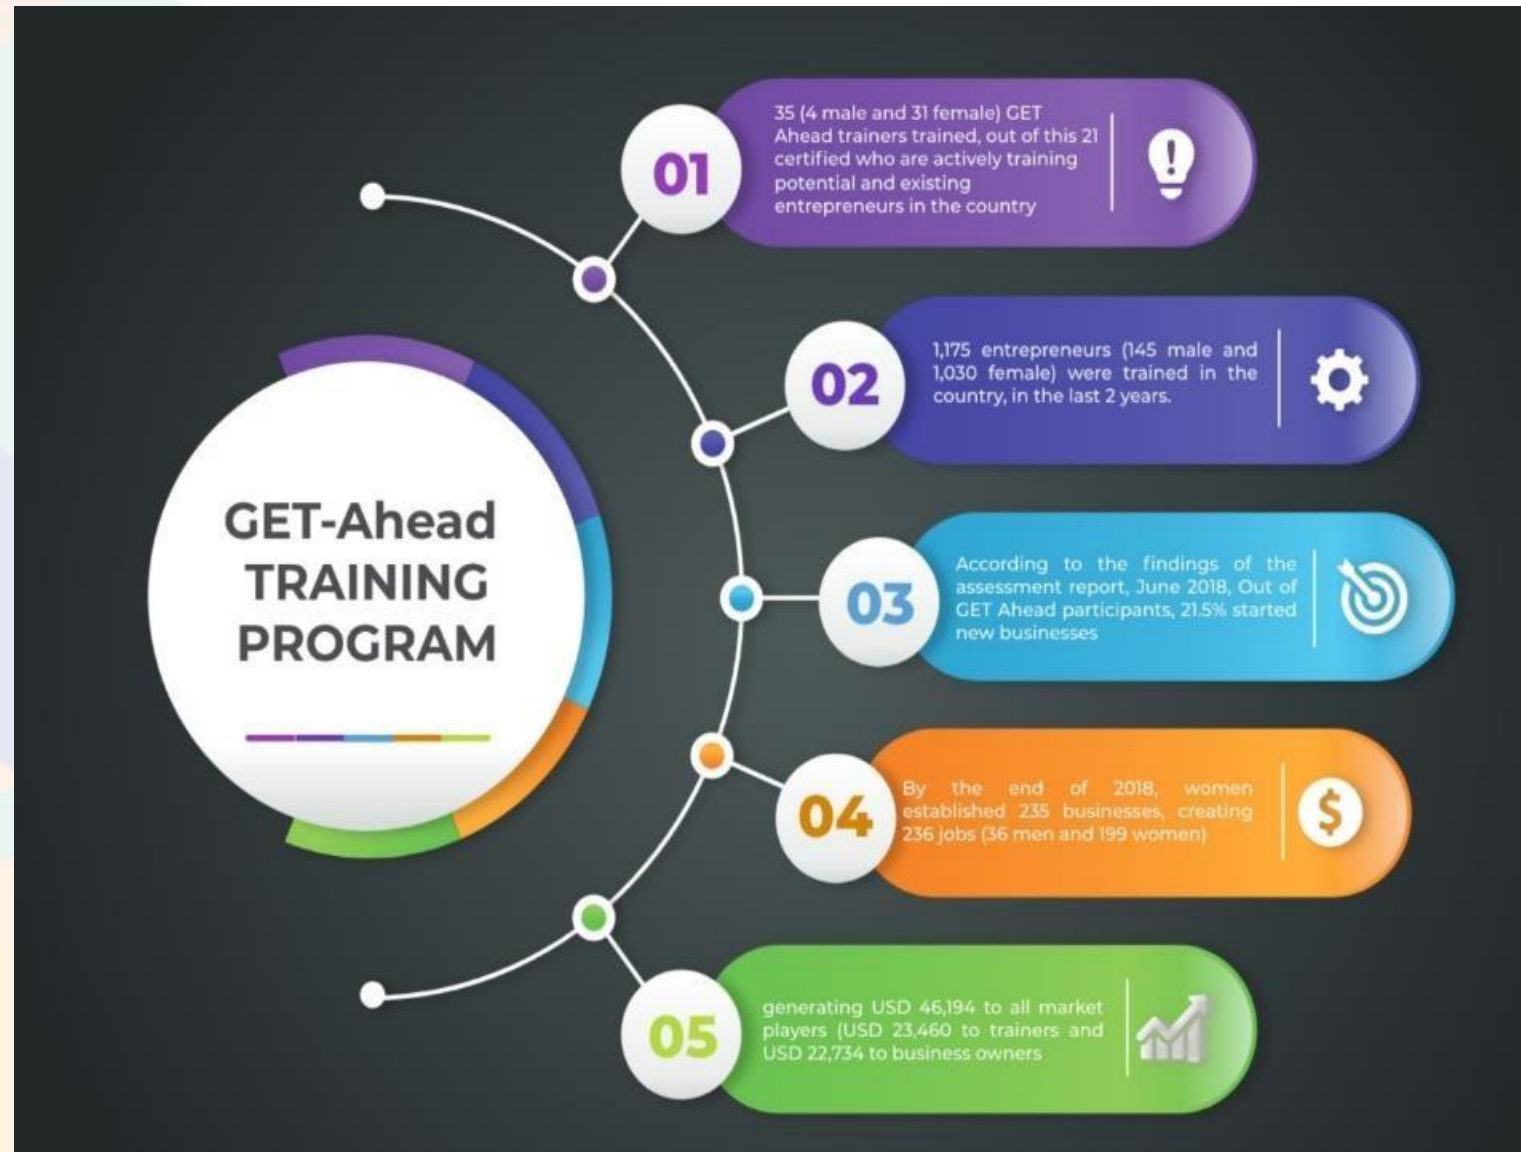 GET-Ahead
TRAINING
PROGRAM
01
35 (4 male and 31 female) GET
Ahead trainers trained, out of this 21
certified who are actively training
potential and existing
entrepreneurs in the country
02
1,175 entrepreneurs (145 male and
1,030 female) were trained in the
country, in the last 2 years.
03
According to the findings of the
assessment report, June 2018, Out of
GET Ahead participants, 21.5% started
new businesses
04
By the end of 2018, women
established 235 businesses, creating
236 jobs (36 men and 199 women)
$
05
generating USD 46,194 to all market
players (USD 23,460 to trainers and
USD 22,734 to business owners